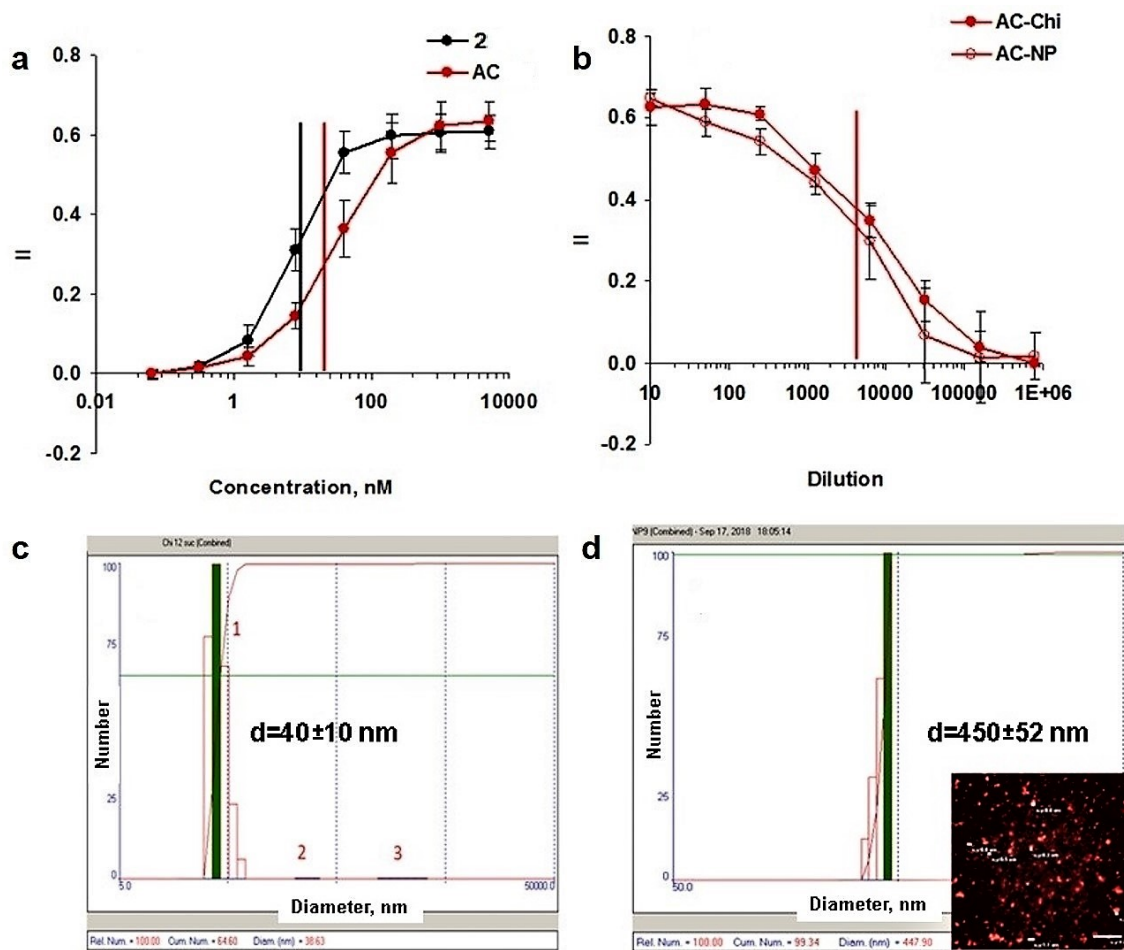 a
2
AC
0.8
0.6
0.4
0.2
0.0
-0.2
II
0.01
1
100
10000
Concentration, nM
b
AC-Chi
AC-NP
0.8
0.6
0.4
0.2
0.0
-0.2
II
10
100
1000
10000
100000
1E+06
Dilution
c
Chi 12 suc (Combined)
100
75
25
0
Number
1
2
3
d=40±10 nm
5.0
50000.0
Diameter, nm
Rel. Num. = 100.00 Cum. Num = 64.60 Diam. (nm) = 38.63
d
NP9 (Combined) - Sep 17, 2018 18:05:14
100
75
25
0
Number
d=450±52 nm
50.0
Diameter, nm
Rel. Num. = 100.00 Cum. Num = 99.34 Diam. (nm) = 447.90